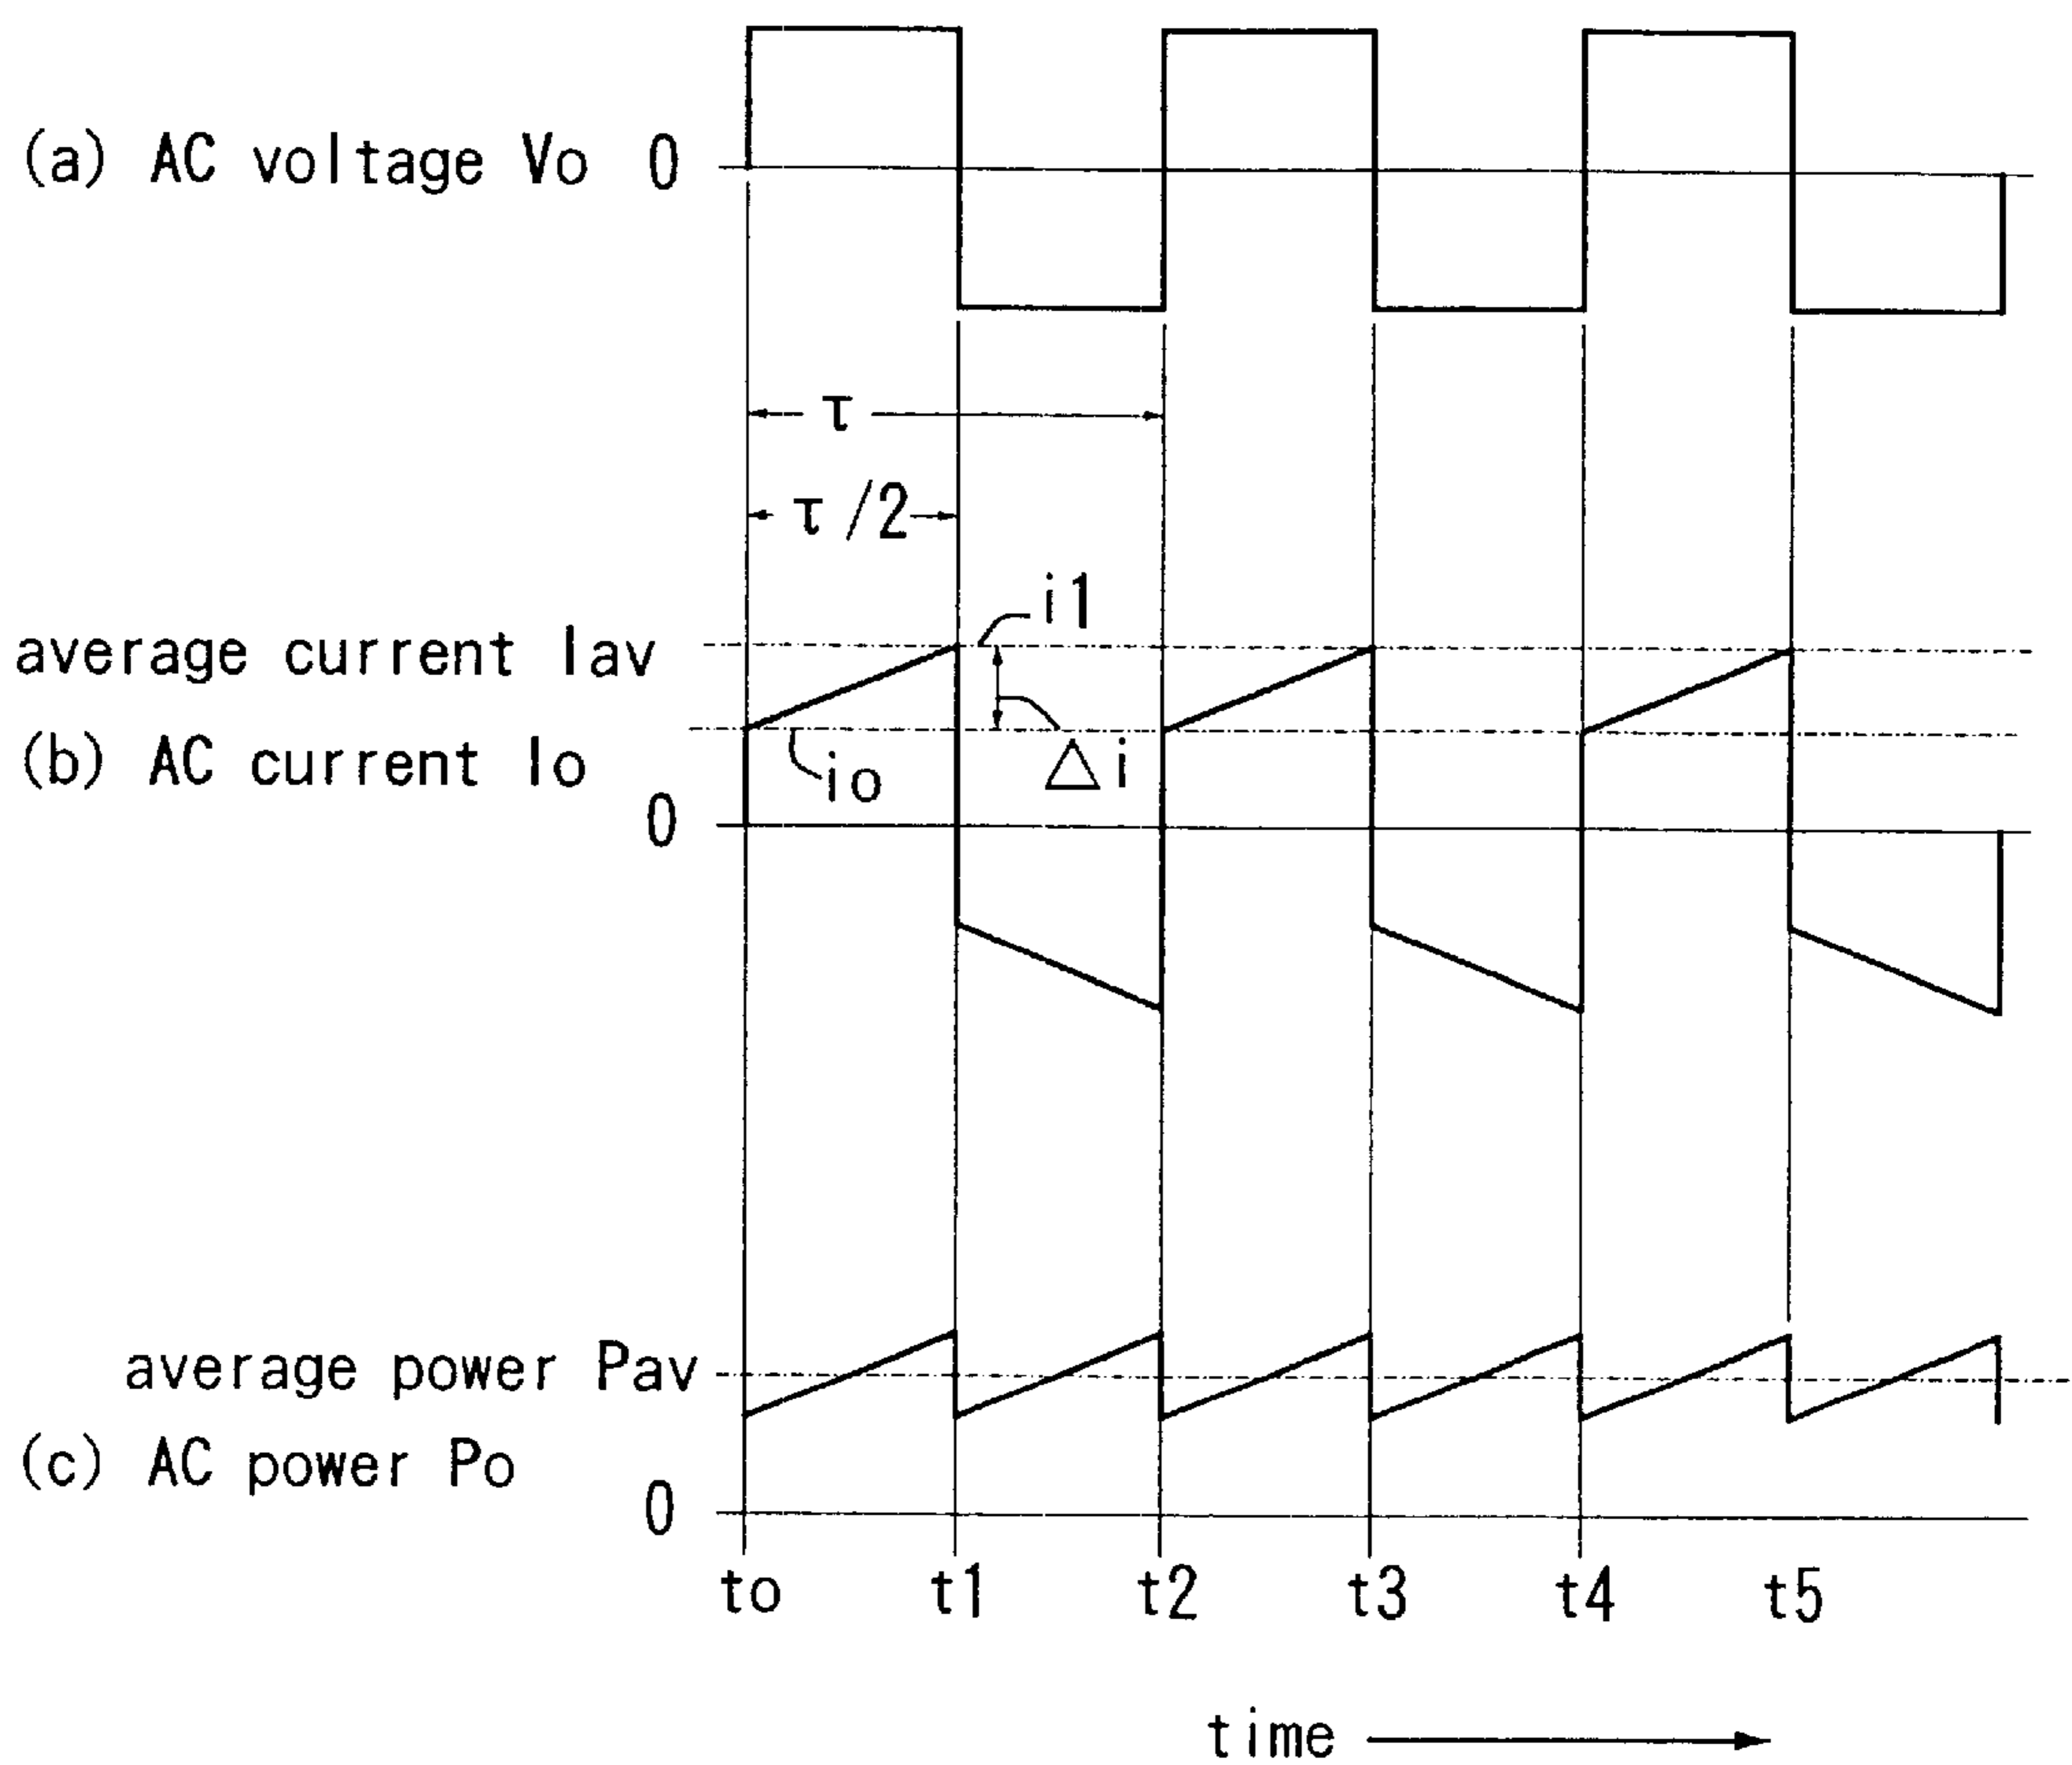 (a) AC voltage Vo 0
τ
τ/2
i1
average current Iav
(b) AC current Io
io
Δi
0
average power Pav
(c) AC power Po
0
to t1 t2 t3 t4 t5
time